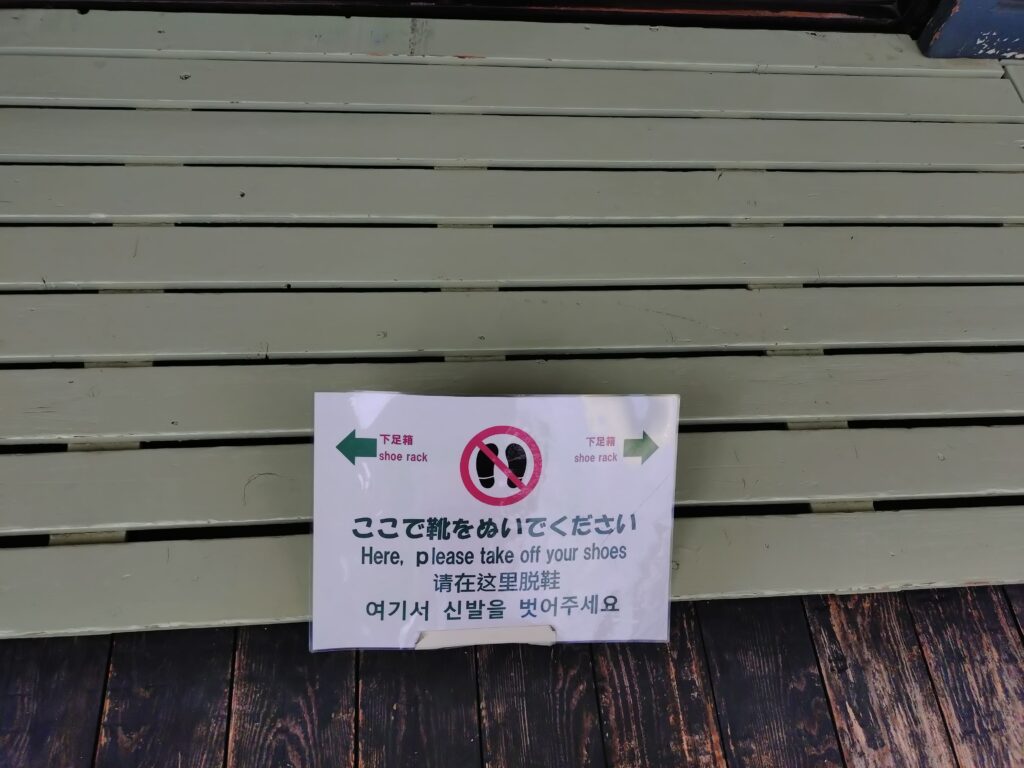 下足箱
shoe rack
下足箱
shoe rack
ここで靴をぬいでください
Here, please take off your shoes
请在这里脱鞋
여기서 신발을 벗어주세요